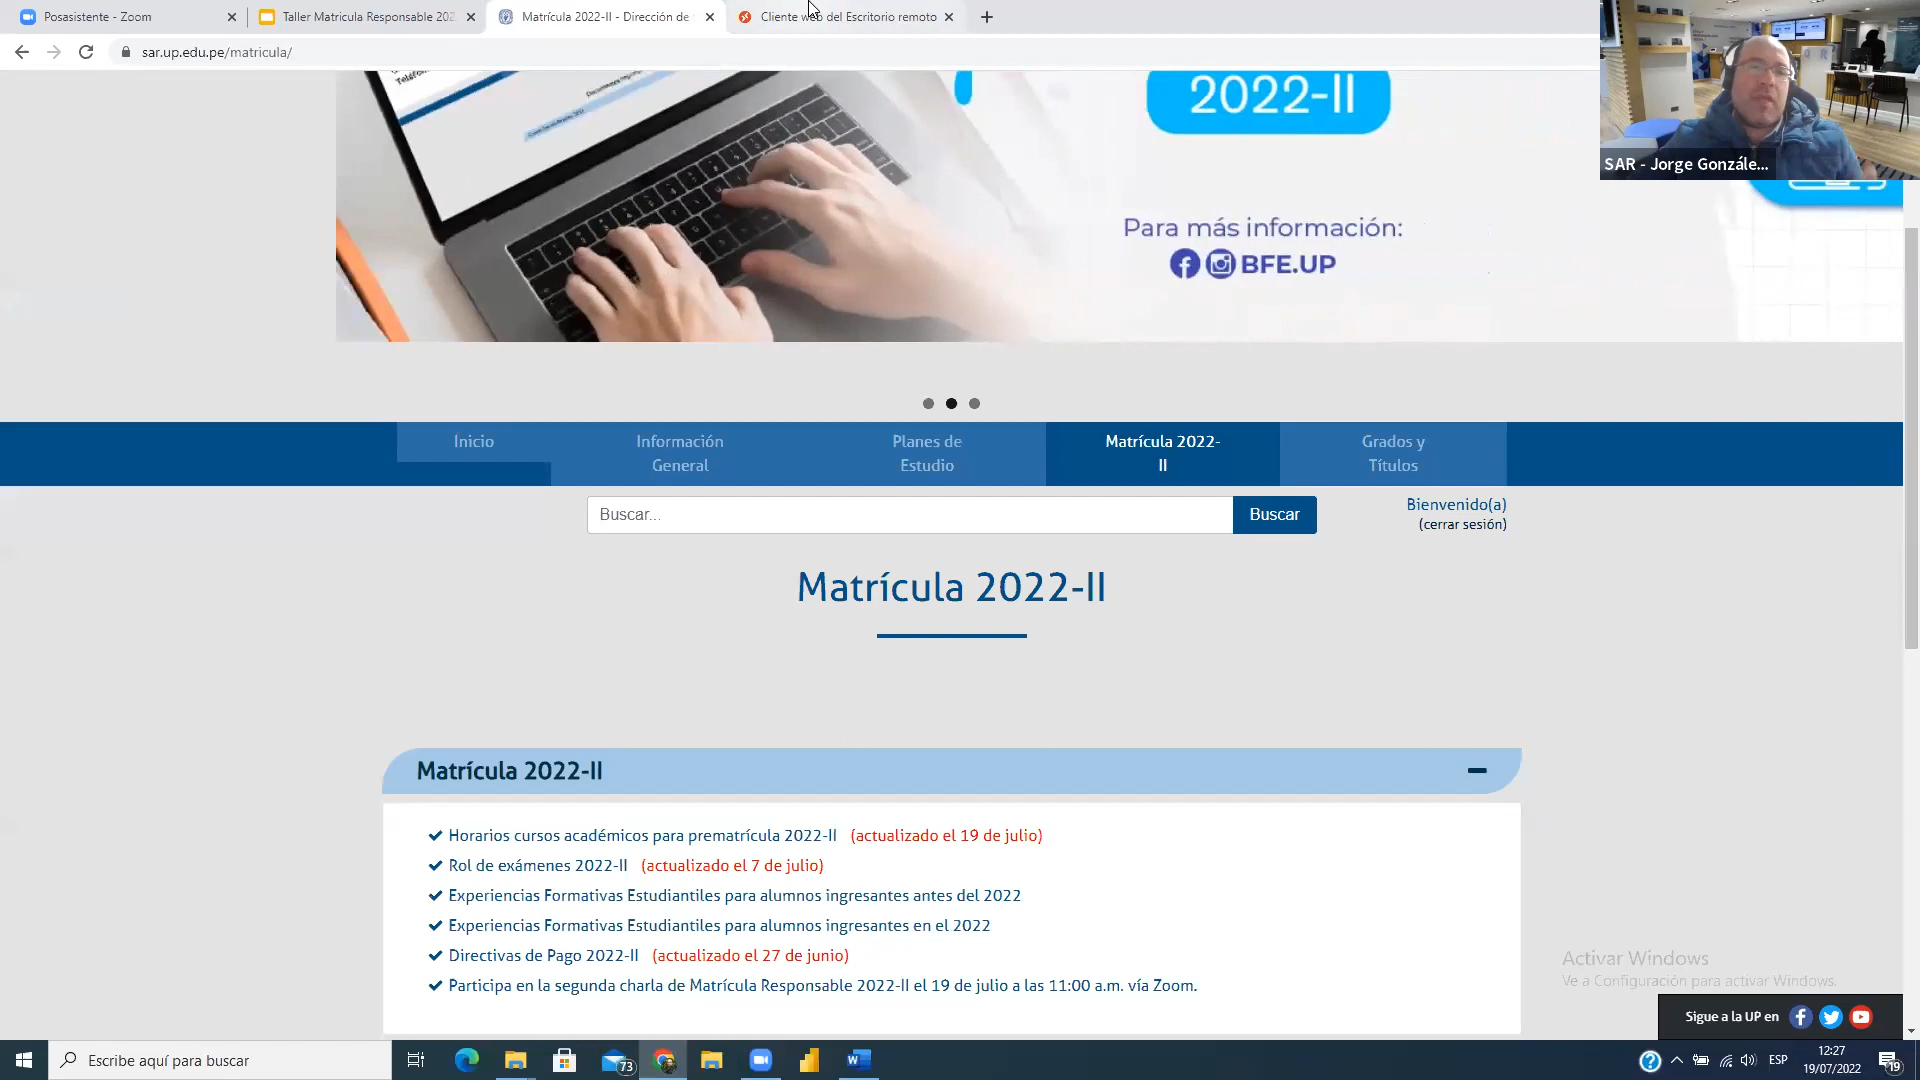 Posasistente - Zoom
Taller Matricula Responsable 202
Matrícula 2022-II - Dirección de
Cliente web del Escritorio remoto
sar.up.edu.pe/matricula/
SAR - Jorge Gonzále...
2022-II
Para más información:
BFE.UP
Inicio
Información
General
Planes de
Estudio
Matrícula 2022-
II
Grados y
Títulos
Buscar...
Buscar
Bienvenido(a)
(cerrar sesión)
Matrícula 2022-II
Matrícula 2022-II
Horarios cursos académicos para prematrícula 2022-II (actualizado el 19 de julio)
Rol de exámenes 2022-II (actualizado el 7 de julio)
Experiencias Formativas Estudiantiles para alumnos ingresantes antes del 2022
Experiencias Formativas Estudiantiles para alumnos ingresantes en el 2022
Directivas de Pago 2022-II (actualizado el 27 de junio)
Participa en la segunda charla de Matrícula Responsable 2022-II el 19 de julio a las 11:00 a.m. vía Zoom.
Activar Windows
Ve a Configuración para activar Windows.
Sigue a la UP en
Escribe aquí para buscar
73
ESP
12:27
19/07/2022
19